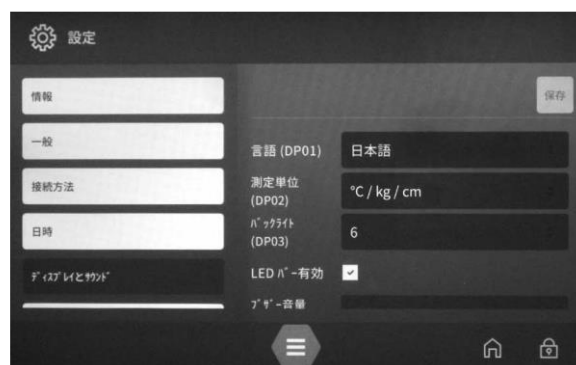 設定
情報
一般
接続方法
日時
ディスプレイとサウンド
保存
言語 (DP01)
日本語
測定単位
(DP02)
°C / kg / cm
バックライト
(DP03)
6
LED バー有効
ブザー音量